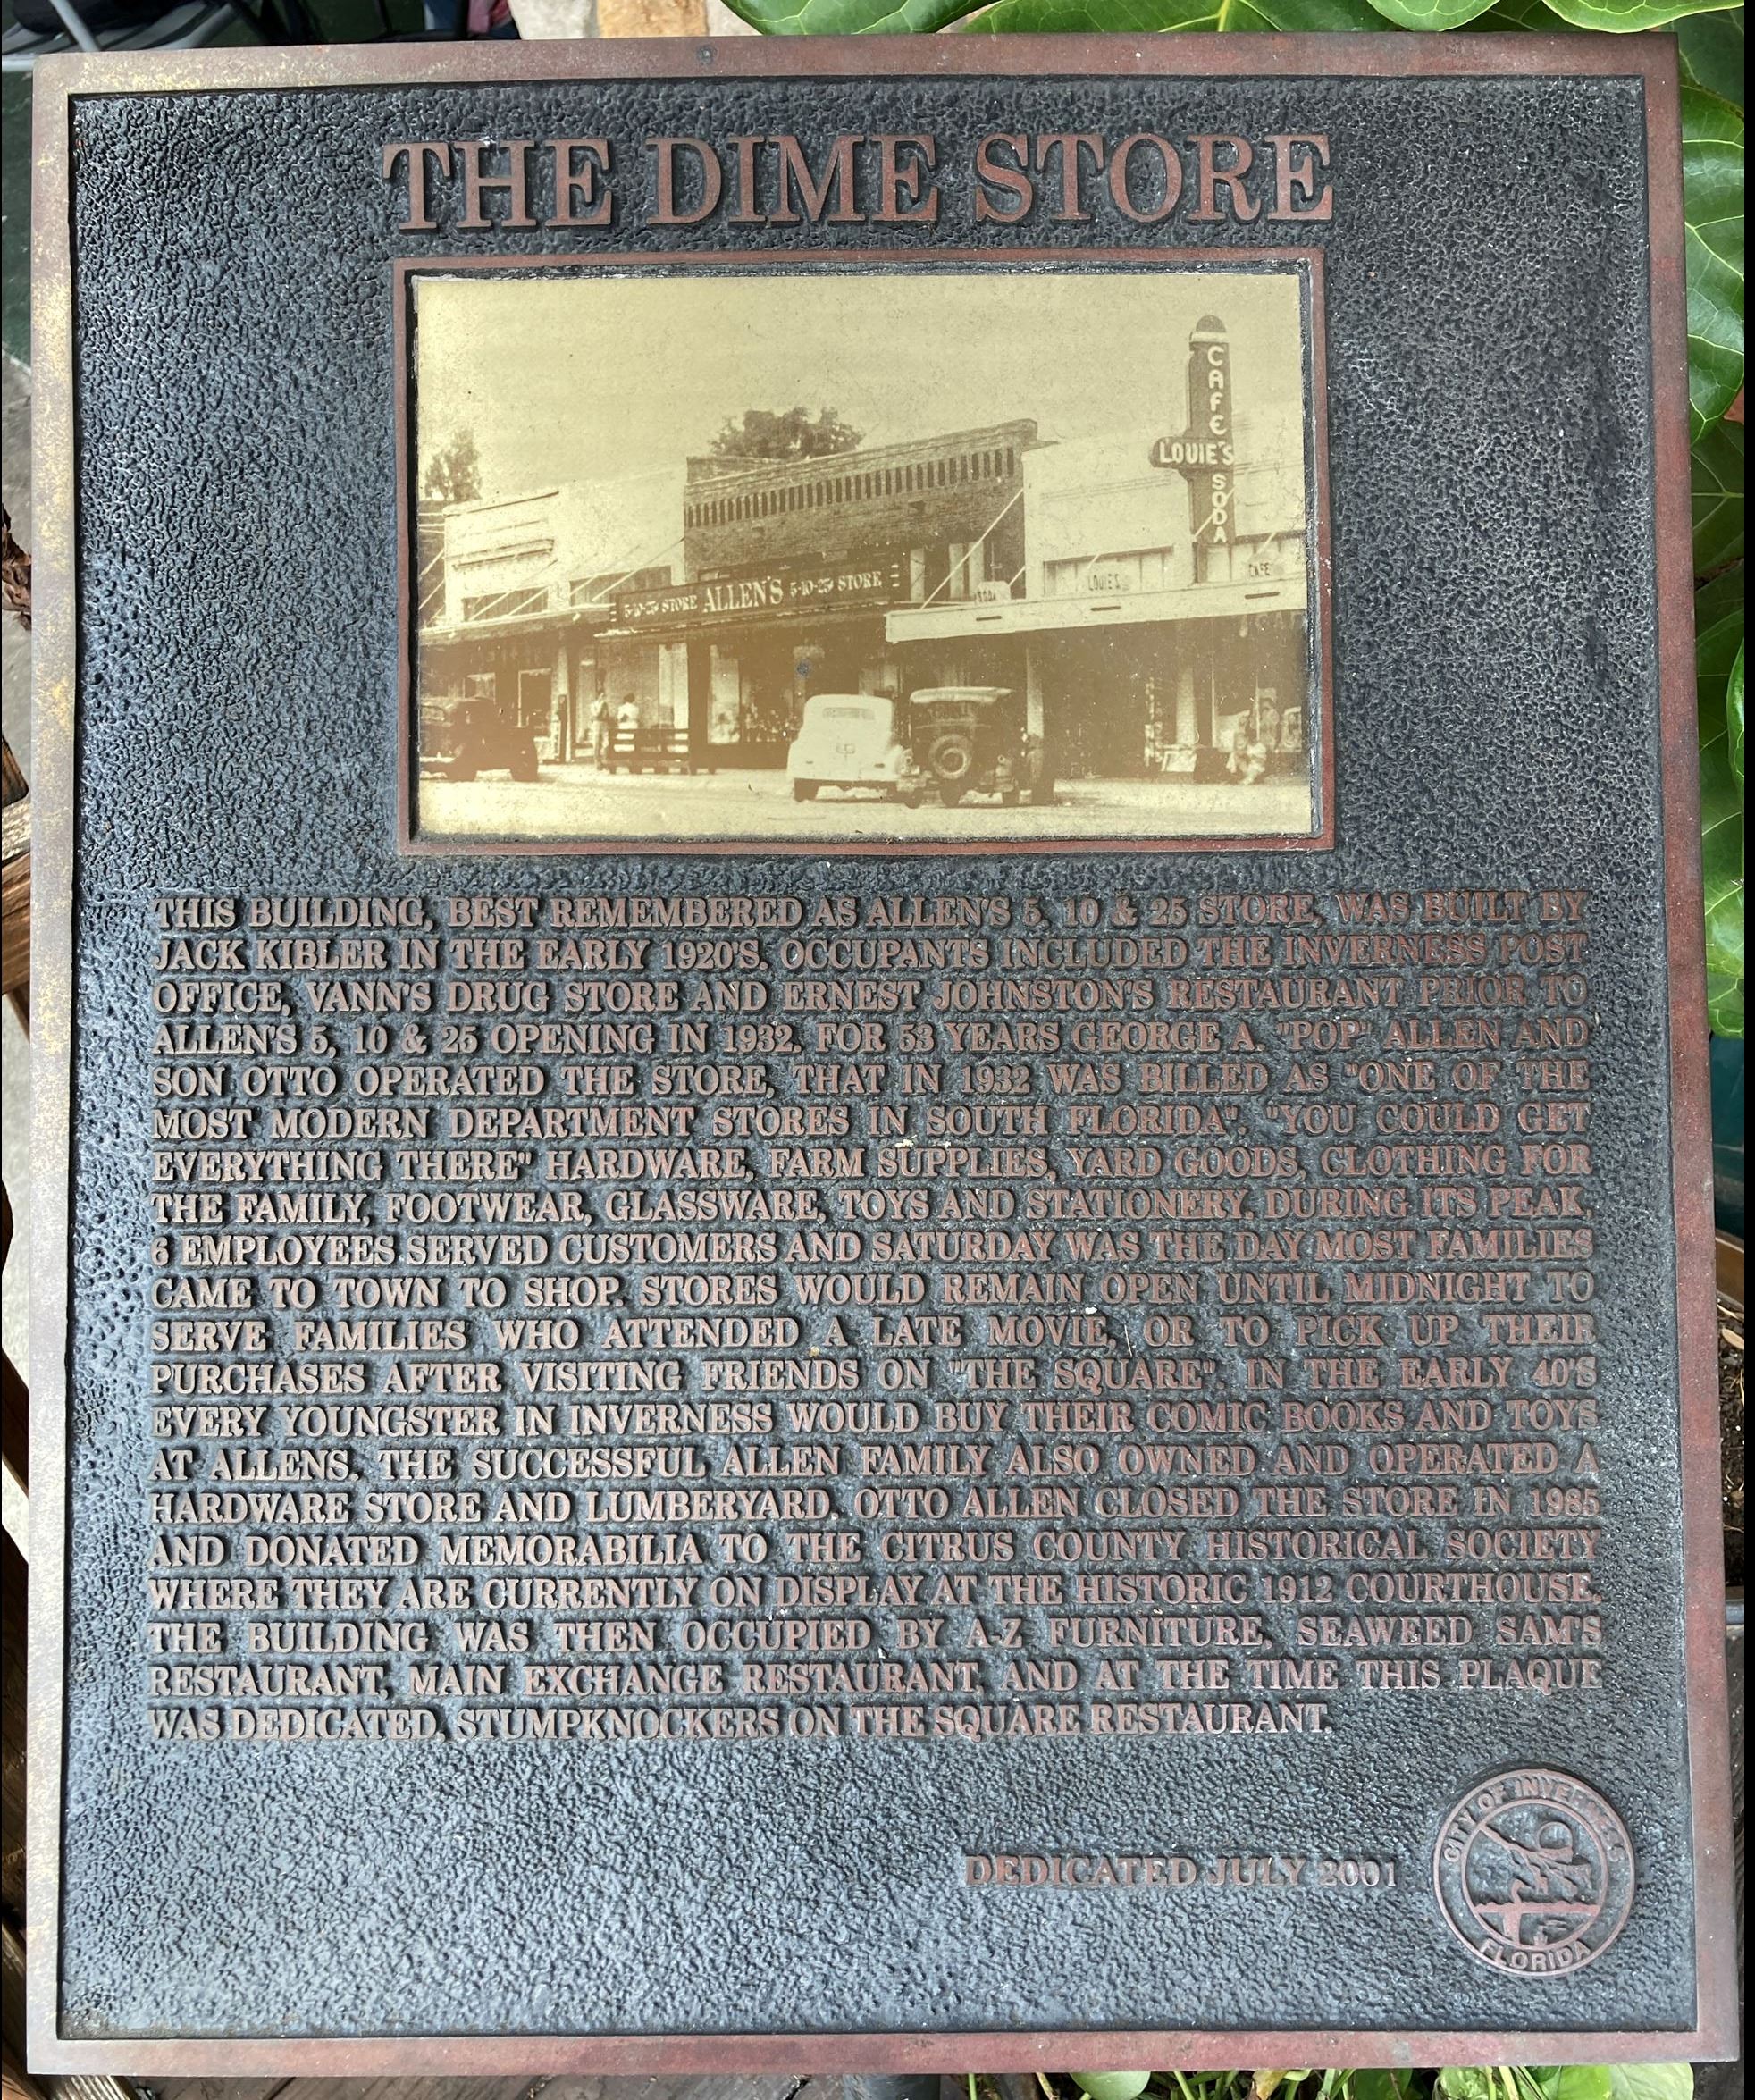 THE DIME STORE
CAFE
LOUIE'S
SODA
5-10-25¢ STORE ALLEN'S 5-10-25¢ STORE
SODA
LOUIE'S
CAFE
THIS BUILDING, BEST REMEMBERED AS ALLEN'S 5, 10 & 25 STORE, WAS BUILT BY
JACK KIBLER IN THE EARLY 1920'S. OCCUPANTS INCLUDED THE INVERNESS POST
OFFICE, VANN'S DRUG STORE AND ERNEST JOHNSTON'S RESTAURANT PRIOR TO
ALLEN'S 5, 10 & 25 OPENING IN 1932. FOR 53 YEARS GEORGE A. "POP" ALLEN AND
SON OTTO OPERATED THE STORE, THAT IN 1932 WAS BILLED AS "ONE OF THE
MOST MODERN DEPARTMENT STORES IN SOUTH FLORIDA". "YOU COULD GET
EVERYTHING THERE" HARDWARE, FARM SUPPLIES, YARD GOODS, CLOTHING FOR
THE FAMILY, FOOTWEAR, GLASSWARE, TOYS AND STATIONERY. DURING ITS PEAK,
6 EMPLOYEES SERVED CUSTOMERS AND SATURDAY WAS THE DAY MOST FAMILIES
CAME TO TOWN TO SHOP. STORES WOULD REMAIN OPEN UNTIL MIDNIGHT TO
SERVE FAMILIES WHO ATTENDED A LATE MOVIE, OR TO PICK UP THEIR
PURCHASES AFTER VISITING FRIENDS ON "THE SQUARE". IN THE EARLY 40'S
EVERY YOUNGSTER IN INVERNESS WOULD BUY THEIR COMIC BOOKS AND TOYS
AT ALLENS. THE SUCCESSFUL ALLEN FAMILY ALSO OWNED AND OPERATED A
HARDWARE STORE AND LUMBERYARD. OTTO ALLEN CLOSED THE STORE IN 1985
AND DONATED MEMORABILIA TO THE CITRUS COUNTY HISTORICAL SOCIETY
WHERE THEY ARE CURRENTLY ON DISPLAY AT THE HISTORIC 1912 COURTHOUSE.
THE BUILDING WAS THEN OCCUPIED BY A-Z FURNITURE, SEAWEED SAM'S
RESTAURANT, MAIN EXCHANGE RESTAURANT, AND AT THE TIME THIS PLAQUE
WAS DEDICATED, STUMPKNOCKERS ON THE SQUARE RESTAURANT.
DEDICATED JULY 2001
CITY OF INVERNESS
FLORIDA